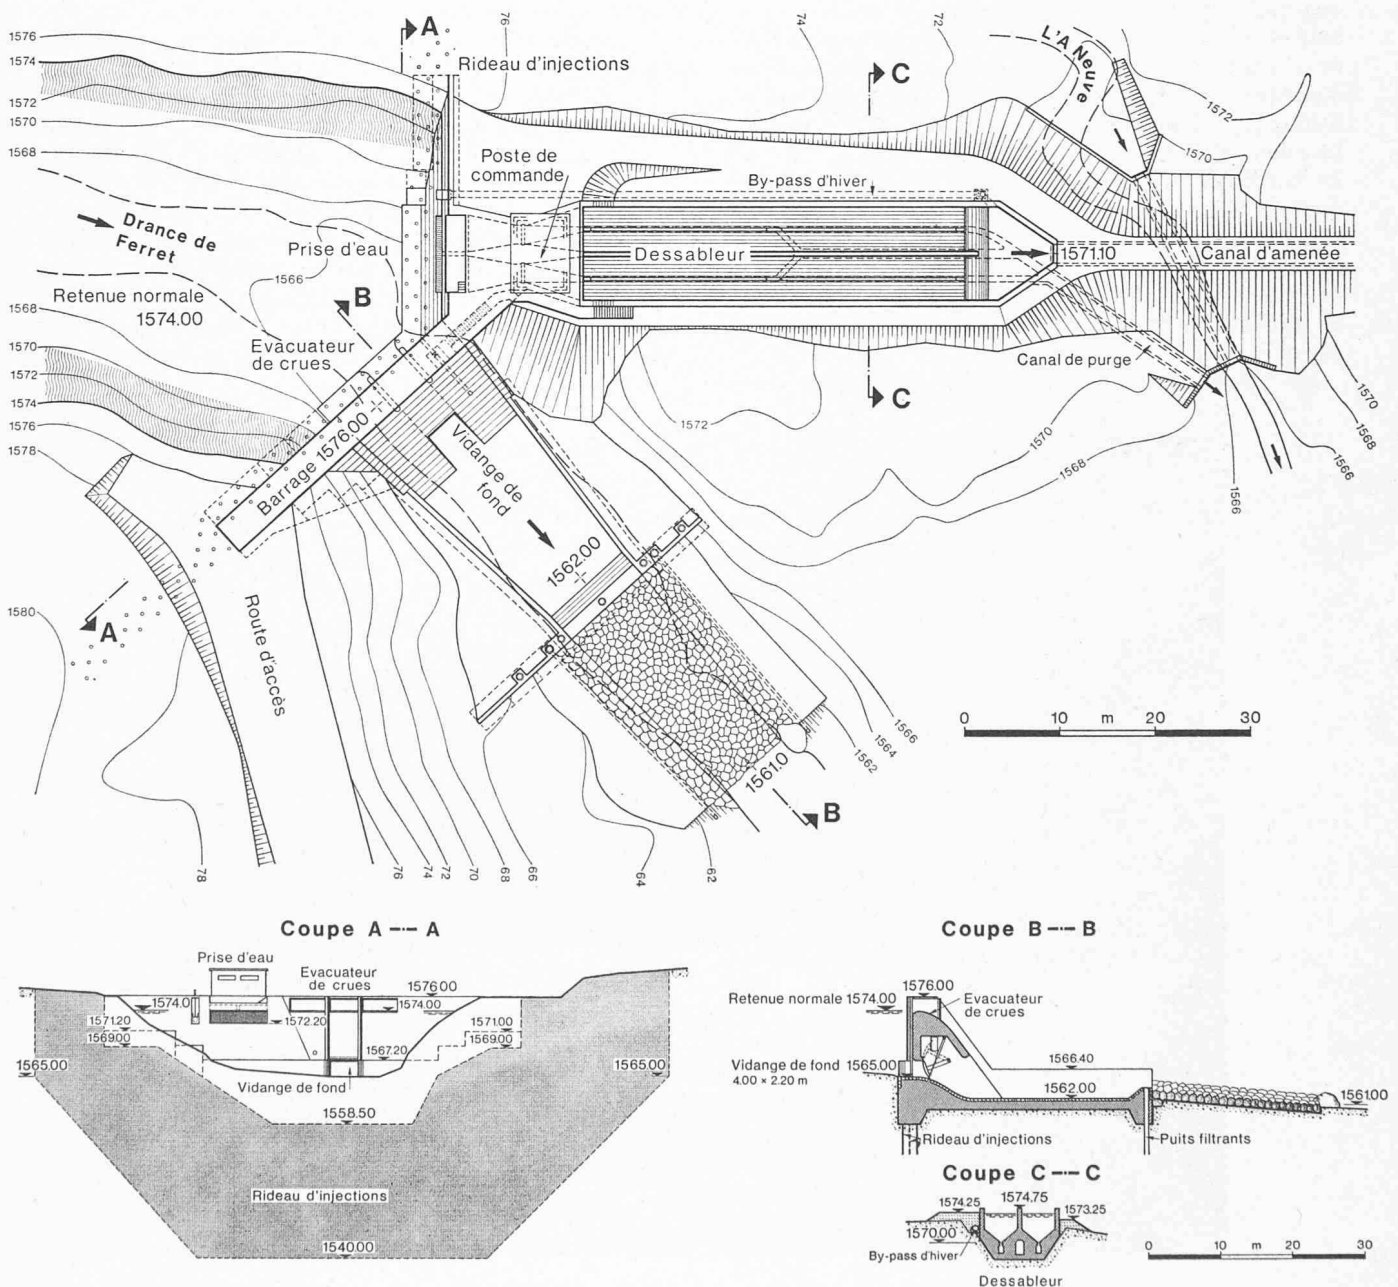 1576
1574
1572
1570
1568
A
76
74
72
Rideau d'injections
C
L'A Neuve
1572
1570
Poste de
commande
By-pass d'hiver
Drance de
Ferret
Prise d'eau
Dessableur
1571.10
Canal d'amenée
1566
B
Retenue normale
1574.00
1568
1570
1572
1574
1576
1578
Evacuateur
de crues
Canal de purge
C
1572
1570
1568
1570
1568
1566
1566
1566
Barrage 1576.00
Vidange de
fond
1562.00
1580
A
Route d'accès
1566
1564
1562
1561.0
B
0 10 m 20 30
78
76
74
72
70
68
66
64
62
Coupe A-·-A
Prise d'eau
Evacuateur
de crues
1576.00
1574.0
1574.00
1571.20
1572.20
1571.00
1569.00
1567.20
1569.00
1565.00
1565.00
Vidange de fond
1558.50
Rideau d'injections
1540.00
Coupe B-·-B
Retenue normale 1574.00
1576.00
Evacuateur
de crues
Vidange de fond 1565.00
4.00 × 2.20 m
1566.40
1562.00
1561.00
Rideau d'injections
Puits filtrants
Coupe C-·-C
1574.25
1574.75
1573.25
1570.00
By-pass d'hiver
Dessableur
0 10 m 20 30